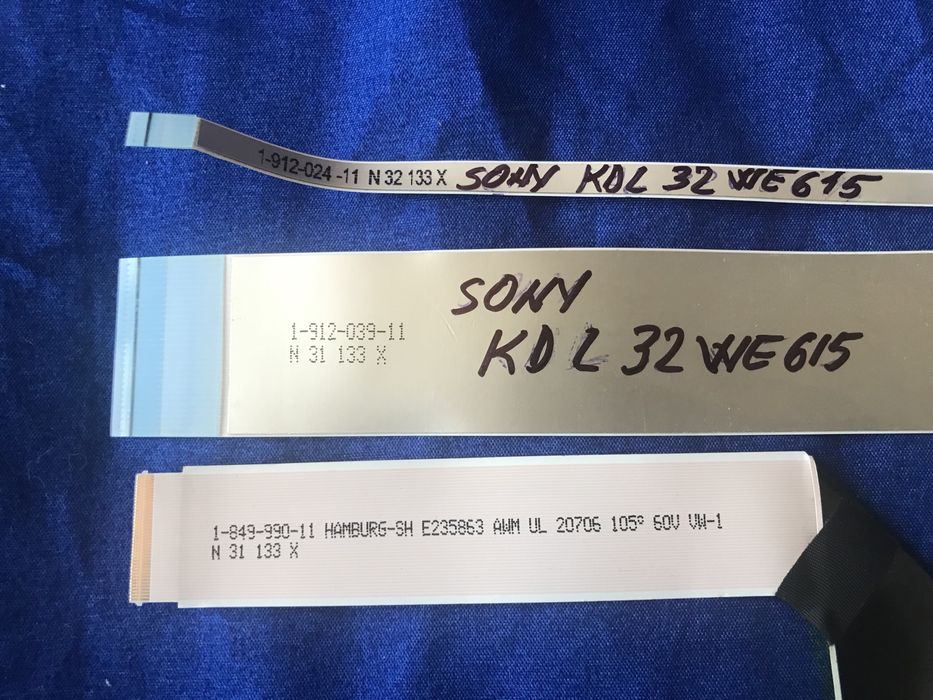 1-912-024-11 N 32 133 X SONY KDL 32 WE615
SONY
1-912-039-11
N 31 133 X
KDL 32 WE615
1-849-990-11 HAMBURG-SH E235863 AWM UL 20706 105° 60V VW-1
N 31 133 X